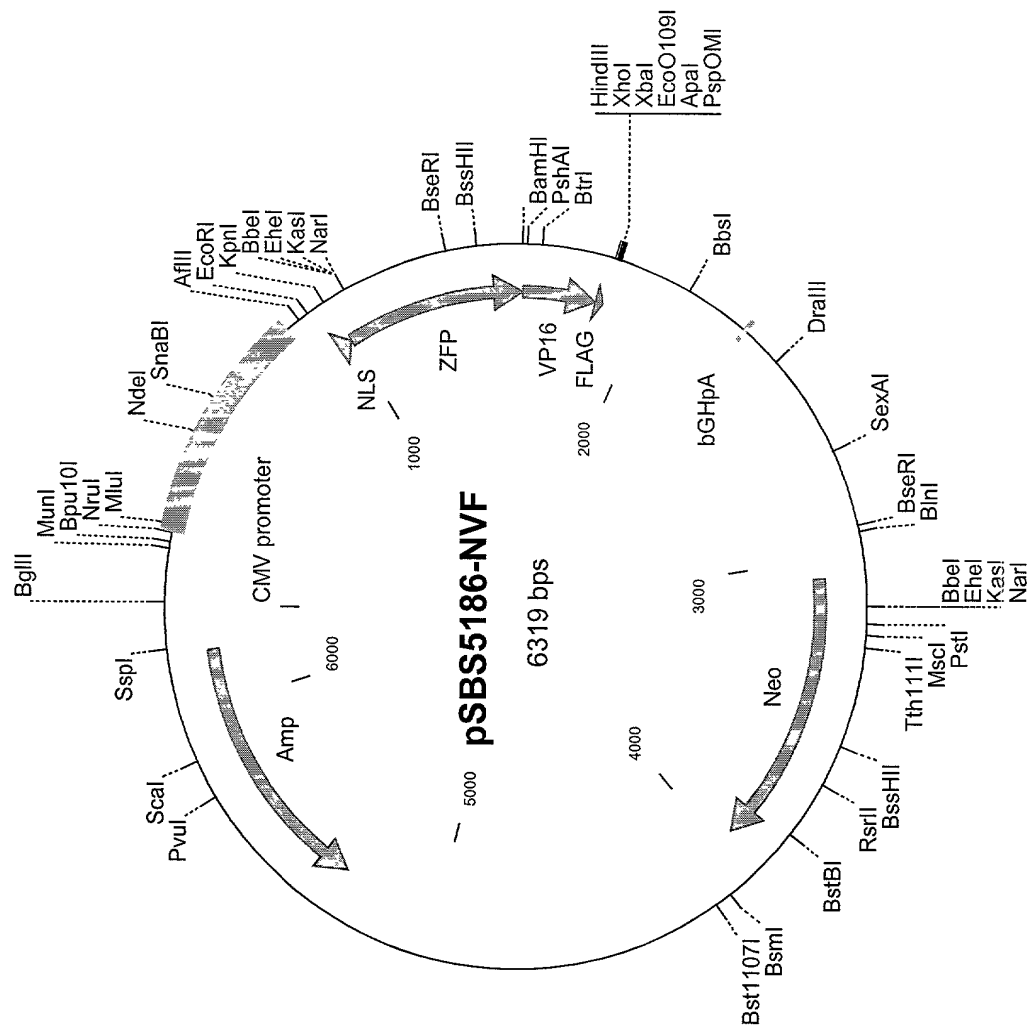 pSBS5186-NVF
6319 bps
BglII
MunI
Bpu10I
NruI
MluI
NdeI
SnaBI
AflII
EcoRI
KpnI
BbeI
EheI
KasI
NarI
BseRI
BssHII
BamHI
PshAI
BtrI
HindIII
XhoI
XbaI
EcoO109I
ApaI
PspOMI
BbsI
DraIII
SexAI
BseRI
BlnI
BbeI
EheI
KasI
NarI
PstI
MscI
Tth111I
BssHII
RsrII
BstBI
BsmI
Bst1107I
PvuI
ScaI
SspI
CMV promoter
NLS
ZFP
VP16
FLAG
bGHpA
Neo
Amp
1000
2000
3000
4000
5000
6000